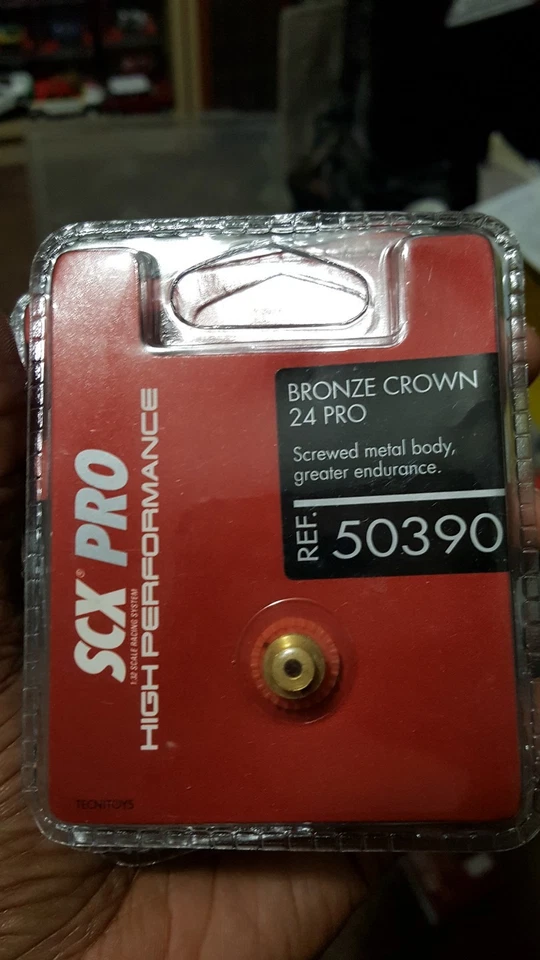 BRONZE CROWN
24 PRO
Screwed metal body,
greater endurance.
REF. 50390
SCX® PRO
1:32 SCALE RACING SYSTEM
HIGH PERFORMANCE
TECNITOYS